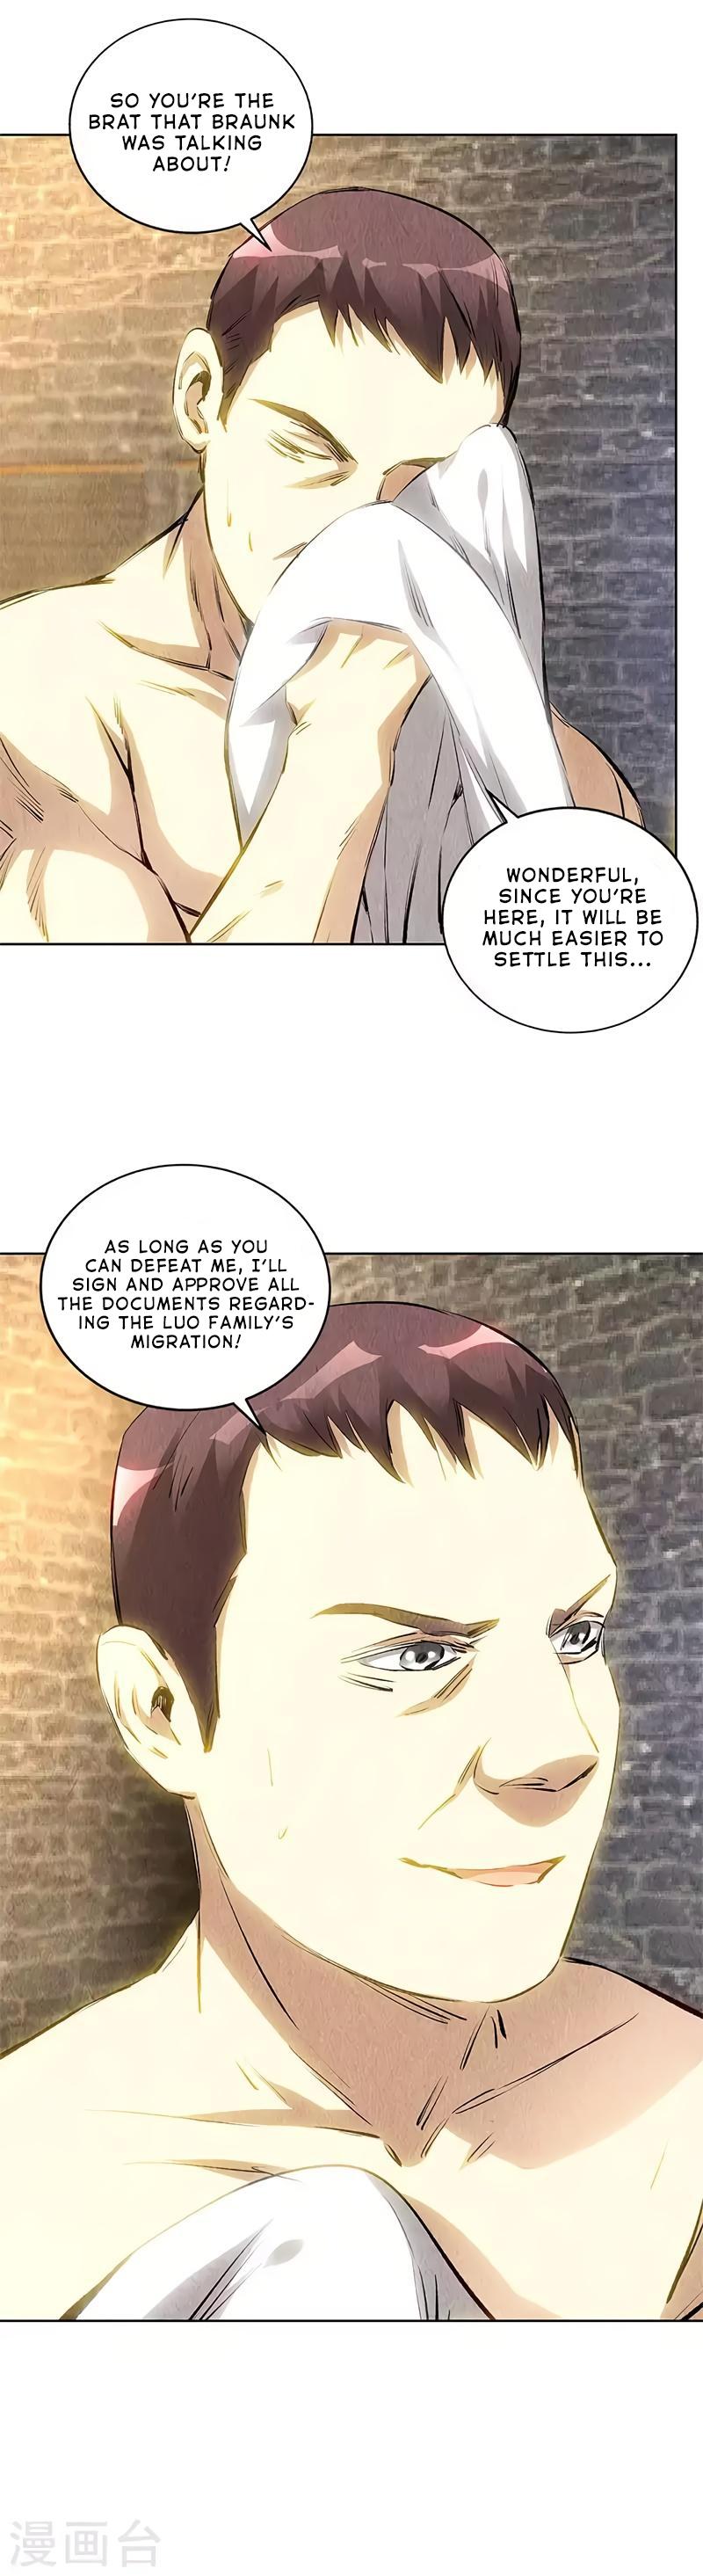 SO YOU'RE THE
BRAT THAT BRAUNK
WAS TALKING
ABOUT!
WONDERFUL,
SINCE YOU'RE
HERE, IT WILL BE
MUCH EASIER TO
SETTLE THIS...
AS LONG AS YOU
CAN DEFEAT ME, I'LL
SIGN AND APPROVE ALL
THE DOCUMENTS REGARD-
ING THE LUO FAMILY'S
MIGRATION!
漫画台